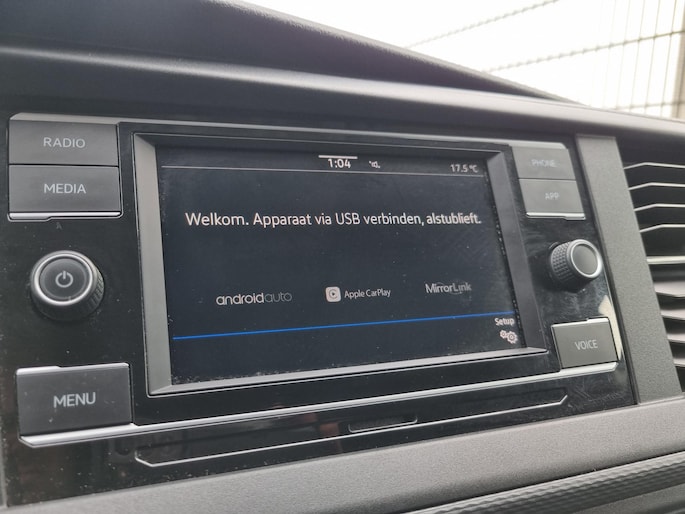 RADIO
MEDIA
MENU
1:04
17.5 °C
Welkom. Apparaat via USB verbinden, alstublieft.
androidauto
Apple CarPlay
MirrorLink
Setup
PHONE
APP
VOICE